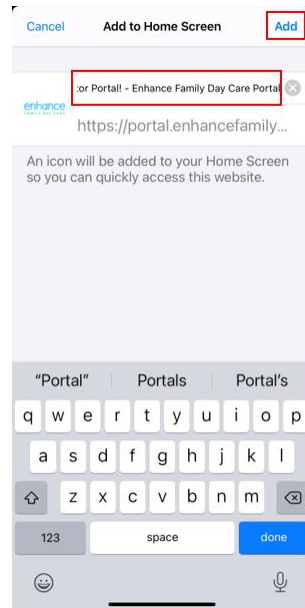 Cancel Add to Home Screen Add
:or Portal! - Enhance Family Day Care Portal
enhance
FAMILY DAY CARE
https://portal.enhancefamily...
An icon will be added to your Home Screen
so you can quickly access this website.
“Portal” Portals Portal’s
q w e r t y u i o p
a s d f g h j k l
z x c v b n m
123 space done